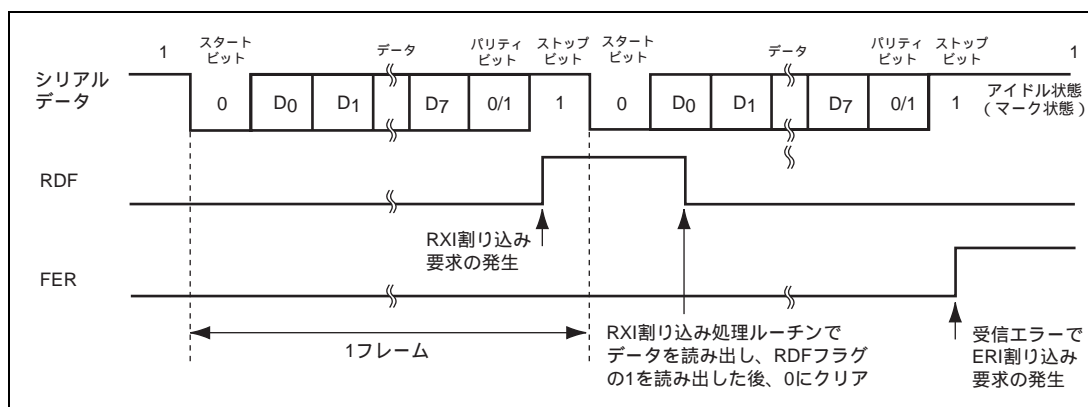 1 スタートビット データ パリティビット ストップビット スタートビット データ パリティビット ストップビット 1
シリアルデータ 0 D0 D1 D7 0/1 1 0 D0 D1 D7 0/1 1 アイドル状態（マーク状態）
RDF
RXI割り込み
要求の発生
FER
1フレーム
RXI割り込み処理ルーチンで
データを読み出し、RDFフラグ
の1を読み出した後、0にクリア
受信エラーで
ERI割り込み
要求の発生